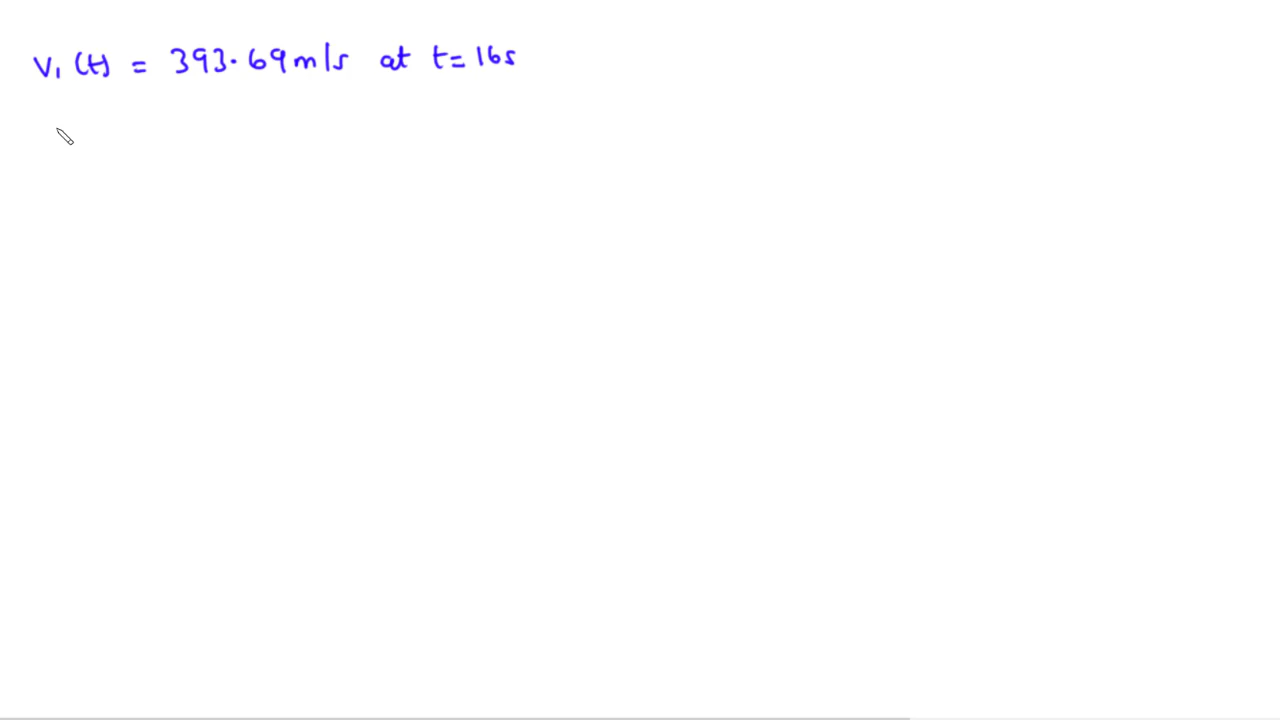 V₁ (t) = 393.69 m/s at t=16s